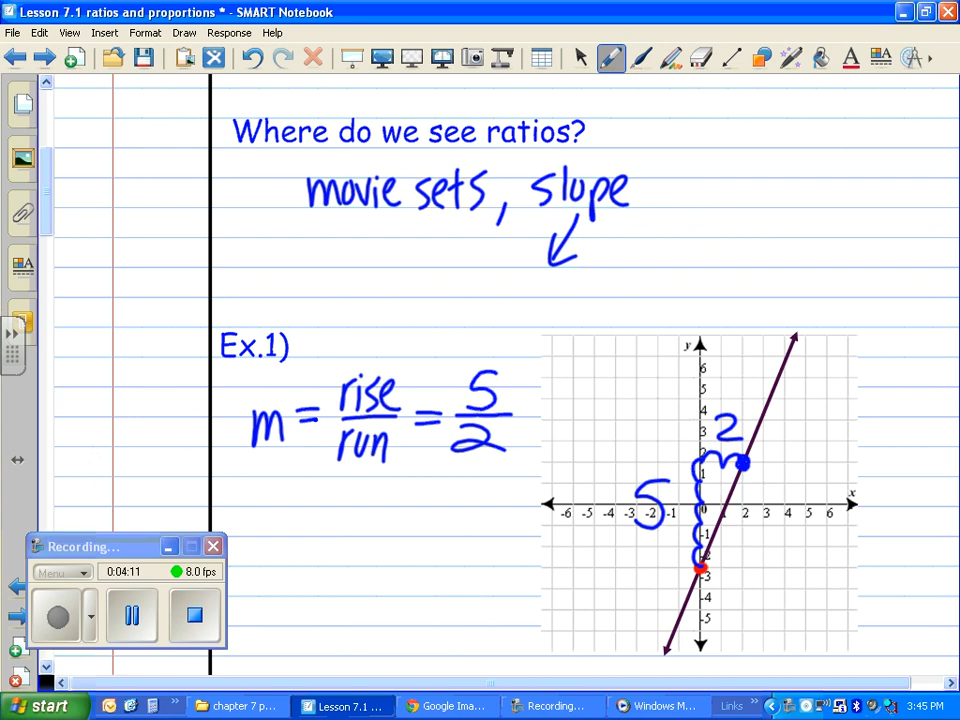 Lesson 7.1 ratios and proportions * - SMART Notebook
File Edit View Insert Format Draw Response Help
Where do we see ratios?
movie sets, slope
Ex.1)
m = rise/run = 5/2
y
6
5
4
3
2
1
2
5
x
-6 -5 -4 -3 -2 -1 0 1 2 3 4 5 6
-1
-2
-3
-4
-5
Recording...
Menu 0:04:11 8.0 fps
start chapter 7 p... Lesson 7.1 ... Google Ima... Recording... Windows M... Links 3:45 PM